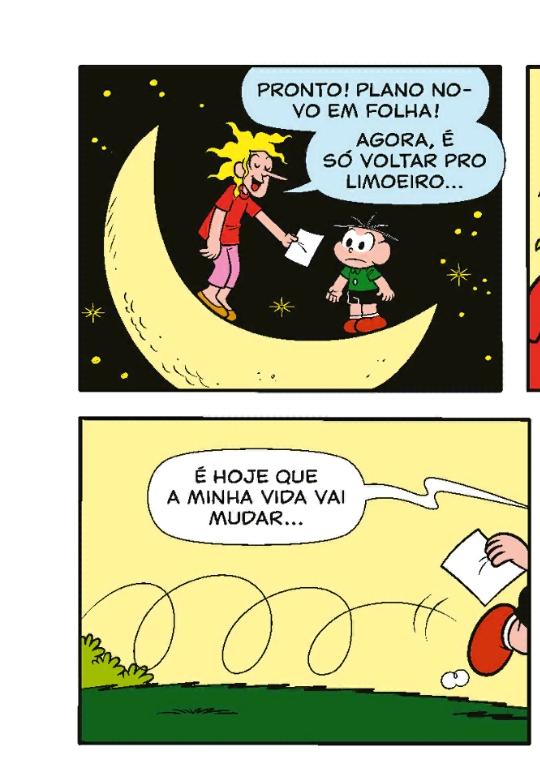 PRONTO! PLANO NO-
VO EM FOLHA!
AGORA, É
SÓ VOLTAR PRO
LIMOEIRO...
É HOJE QUE
A MINHA VIDA VAI
MUDAR...